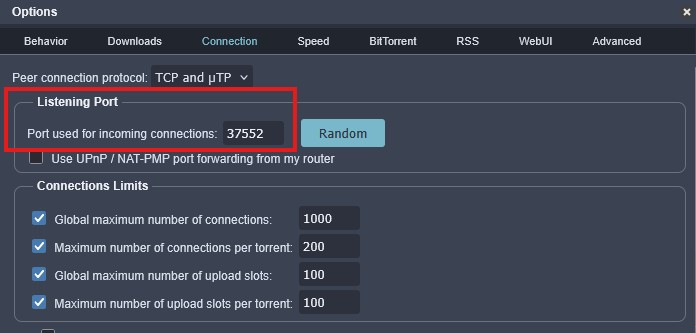 Options ×
Behavior Downloads Connection Speed BitTorrent RSS WebUI Advanced
Peer connection protocol: TCP and μTP
Listening Port
Port used for incoming connections: 37552 Random
Use UPnP / NAT-PMP port forwarding from my router
Connections Limits
Global maximum number of connections: 1000
Maximum number of connections per torrent: 200
Global maximum number of upload slots: 100
Maximum number of upload slots per torrent: 100